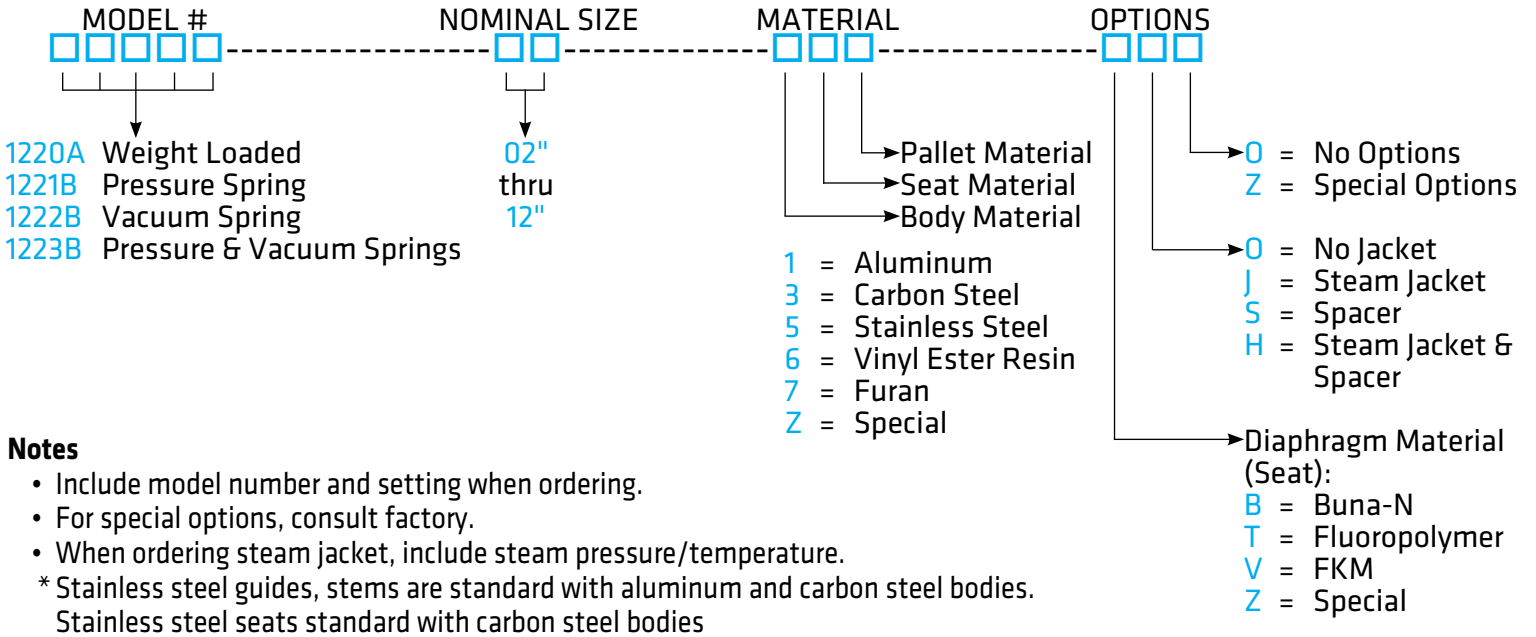 MODEL #
NOMINAL SIZE
MATERIAL
OPTIONS
1220A Weight Loaded
1221B Pressure Spring
1222B Vacuum Spring
1223B Pressure & Vacuum Springs
02"
thru
12"
Pallet Material
Seat Material
Body Material
1 = Aluminum
3 = Carbon Steel
5 = Stainless Steel
6 = Vinyl Ester Resin
7 = Furan
Z = Special
0 = No Options
Z = Special Options
0 = No Jacket
J = Steam Jacket
S = Spacer
H = Steam Jacket &
Spacer
Diaphragm Material
(Seat):
B = Buna-N
T = Fluoropolymer
V = FKM
Z = Special
Notes
• Include model number and setting when ordering.
• For special options, consult factory.
• When ordering steam jacket, include steam pressure/temperature.
* Stainless steel guides, stems are standard with aluminum and carbon steel bodies.
Stainless steel seats standard with carbon steel bodies